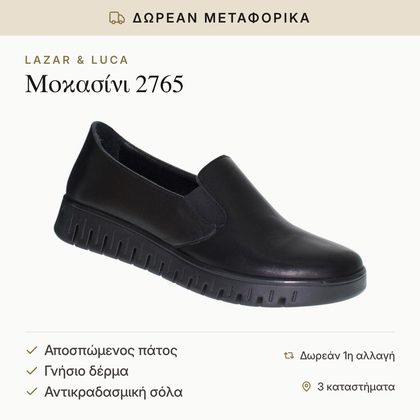 ΔΩΡΕΑΝ ΜΕΤΑΦΟΡΙΚΑ
LAZAR & LUCA
Μοκασίνι 2765
Αποσπώμενος πάτος
Γνήσιο δέρμα
Αντικραδασμική σόλα
Δωρεάν 1η αλλαγή
3 καταστήματα